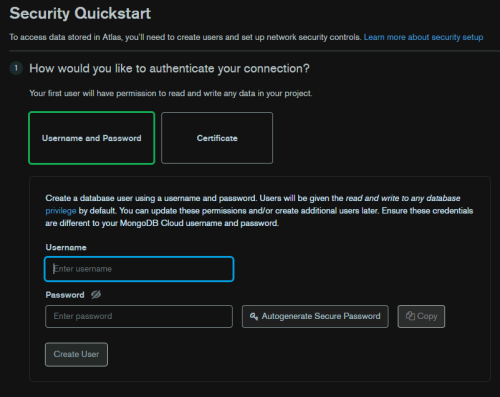 Security Quickstart
To access data stored in Atlas, you'll need to create users and set up network security controls. Learn more about security setup
1 How would you like to authenticate your connection?
Your first user will have permission to read and write any data in your project.
Username and Password Certificate
Create a database user using a username and password. Users will be given the read and write to any database
privilege by default. You can update these permissions and/or create additional users later. Ensure these credentials
are different to your MongoDB Cloud username and password.
Username
Enter username
Password
Enter password Autogenerate Secure Password Copy
Create User